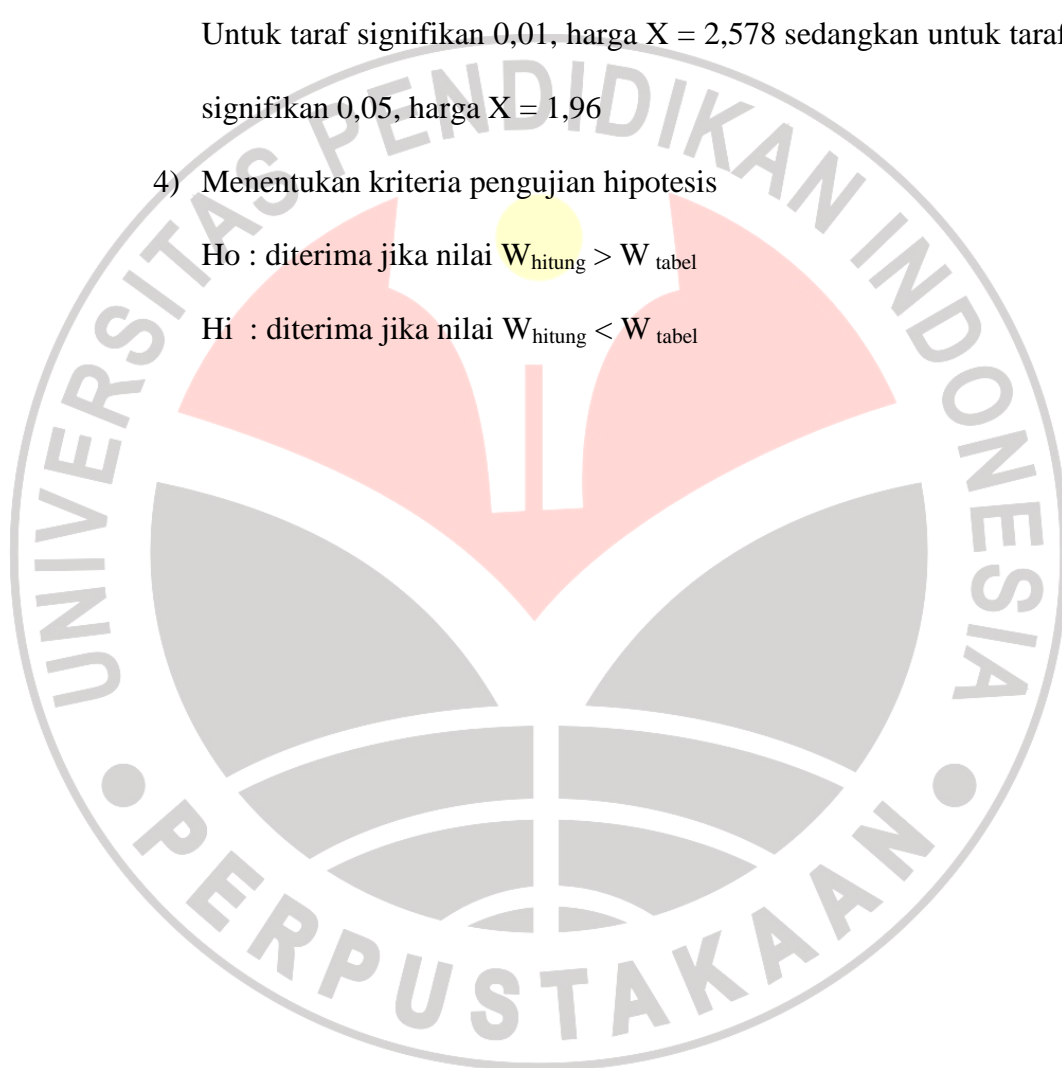 Untuk taraf signifikan 0,01, harga X = 2,578 sedangkan untuk taraf
signifikan 0,05, harga X = 1,96
4) Menentukan kriteria pengujian hipotesis
Ho : diterima jika nilai Whitung > W tabel
Hi : diterima jika nilai Whitung < W tabel
UNIVERSITAS PENDIDIKAN INDONESIA
PERPUSTAKAAN